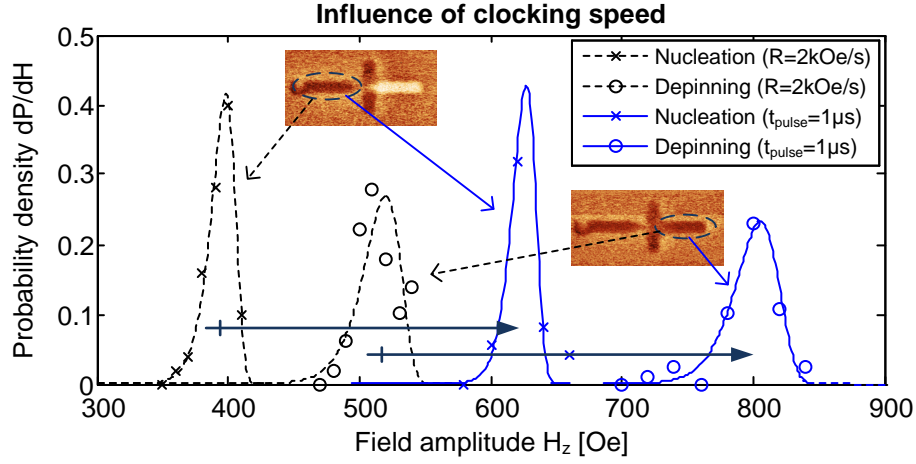 Influence of clocking speed
Probability density dP/dH
0.5
0.4
0.3
0.2
0.1
0
Nucleation (R=2kOe/s)
Depinning (R=2kOe/s)
Nucleation (tpulse=1µs)
Depinning (tpulse=1µs)
300 400 500 600 700 800 900
Field amplitude Hz [Oe]